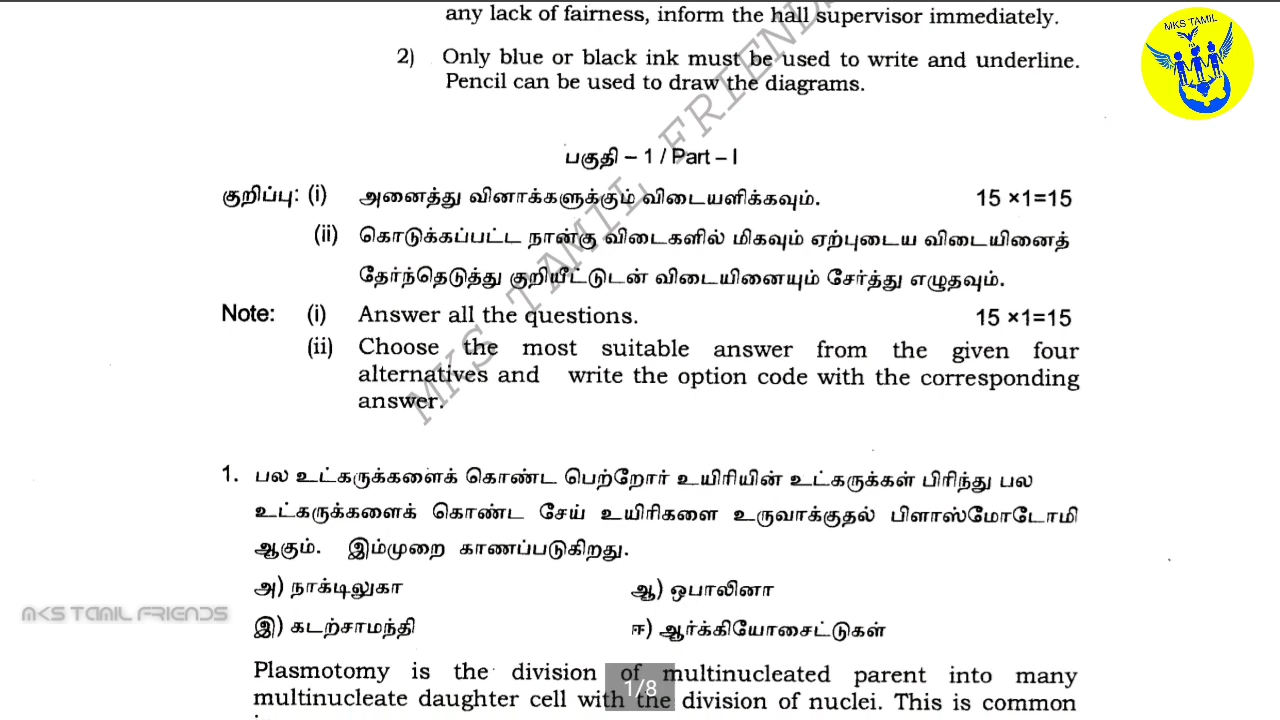 any lack of fairness, inform the hall supervisor immediately.
2) Only blue or black ink must be used to write and underline.
Pencil can be used to draw the diagrams.
MKS TAMIL
பகுதி – 1 / Part – I
குறிப்பு: (i) அனைத்து வினாக்களுக்கும் விடையளிக்கவும். 15 ×1=15
(ii) கொடுக்கப்பட்ட நான்கு விடைகளில் மிகவும் ஏற்புடைய விடையினைத்
தேர்ந்தெடுத்து குறியீட்டுடன் விடையினையும் சேர்த்து எழுதவும்.
Note: (i) Answer all the questions. 15 ×1=15
(ii) Choose the most suitable answer from the given four
alternatives and write the option code with the corresponding
answer.
MKS TAMIL FRIEND
1. பல உட்கருக்களைக் கொண்ட பெற்றோர் உயிரியின் உட்கருக்கள் பிரிந்து பல
உட்கருக்களைக் கொண்ட சேய் உயிரிகளை உருவாக்குதல் பிளாஸ்மோடோமி
ஆகும். இம்முறை காணப்படுகிறது.
அ) நாக்டிலுகா ஆ) ஒபாலினா
MKS TAMIL FRIENDS
இ) கடற்சாமந்தி ஈ) ஆர்க்கியோசைட்டுகள்
Plasmotomy is the division of multinucleated parent into many
1/8
multinucleate daughter cell with the division of nuclei. This is common